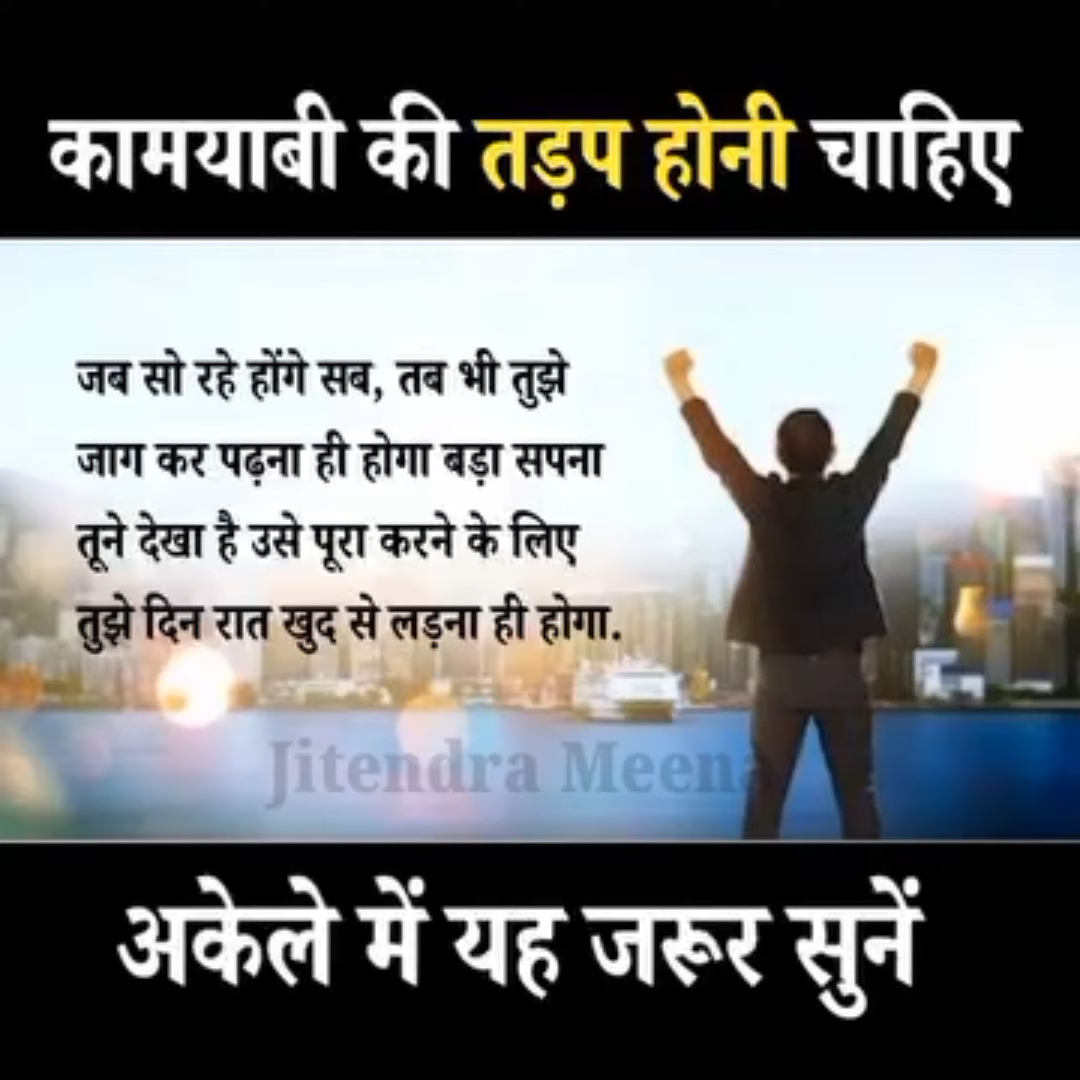 कामयाबी की तड़प होनी चाहिए
जब सो रहे होंगे सब, तब भी तुझे
जाग कर पढ़ना ही होगा बड़ा सपना
तूने देखा है उसे पूरा करने के लिए
तुझे दिन रात खुद से लड़ना ही होगा.
Jitendra Meena
अकेले में यह जरूर सुनें